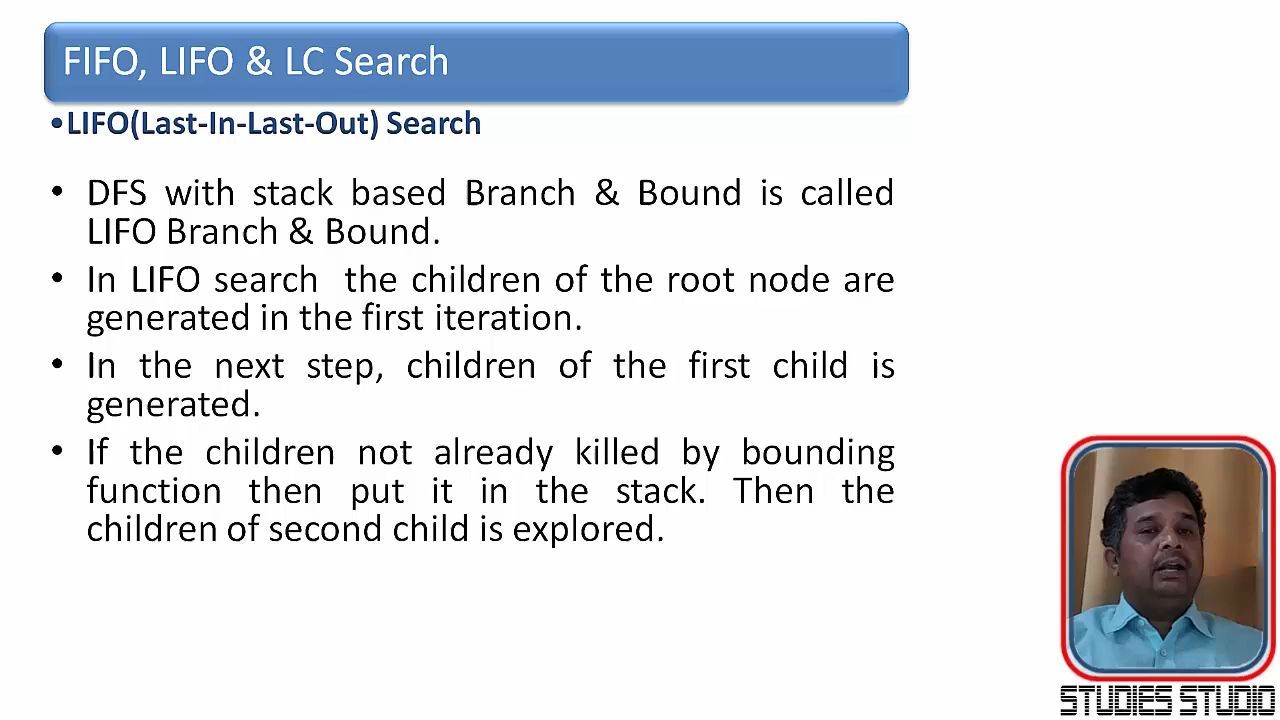 FIFO, LIFO & LC Search
•LIFO(Last-In-Last-Out) Search
• DFS with stack based Branch & Bound is called
LIFO Branch & Bound.
• In LIFO search the children of the root node are
generated in the first iteration.
• In the next step, children of the first child is
generated.
• If the children not already killed by bounding
function then put it in the stack. Then the
children of second child is explored.
STUDIES STUDIO